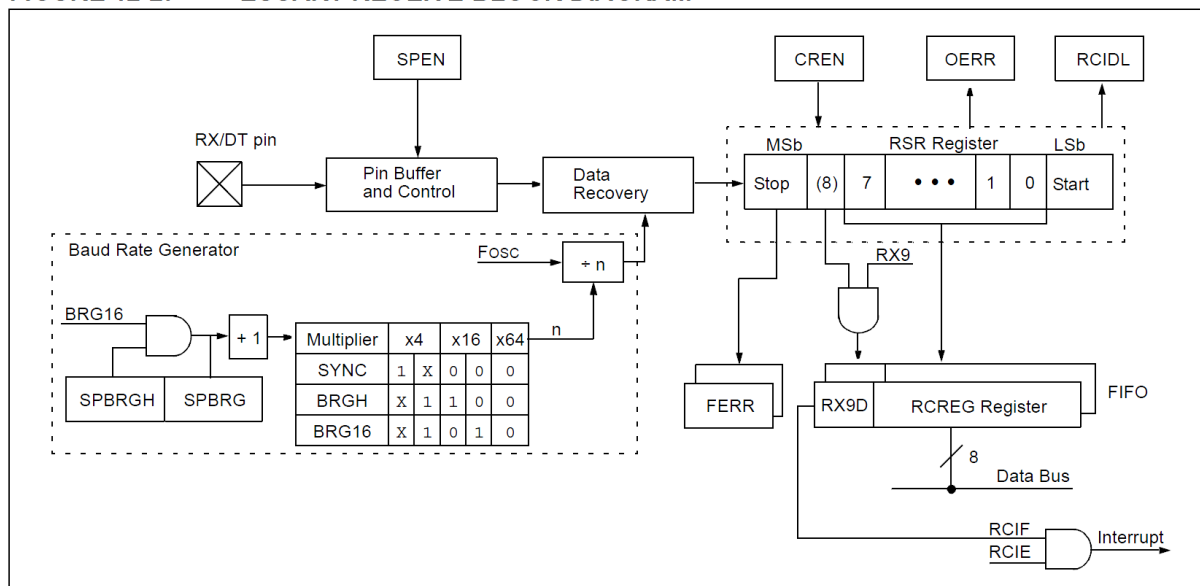 SPEN
CREN
OERR
RCIDL
RX/DT pin
MSb
RSR Register
LSb
Pin Buffer
and Control
Data
Recovery
Stop
(8)
7
• • •
1
0
Start
Baud Rate Generator
FOSC
÷ n
RX9
BRG16
+ 1
n
Multiplier x4 x16 x64
SYNC 1 X 0 0 0
BRGH X 1 1 0 0
BRG16 X 1 0 1 0
SPBRGH
SPBRG
FERR
RX9D
RCREG Register
FIFO
8
Data Bus
RCIF
RCIE
Interrupt